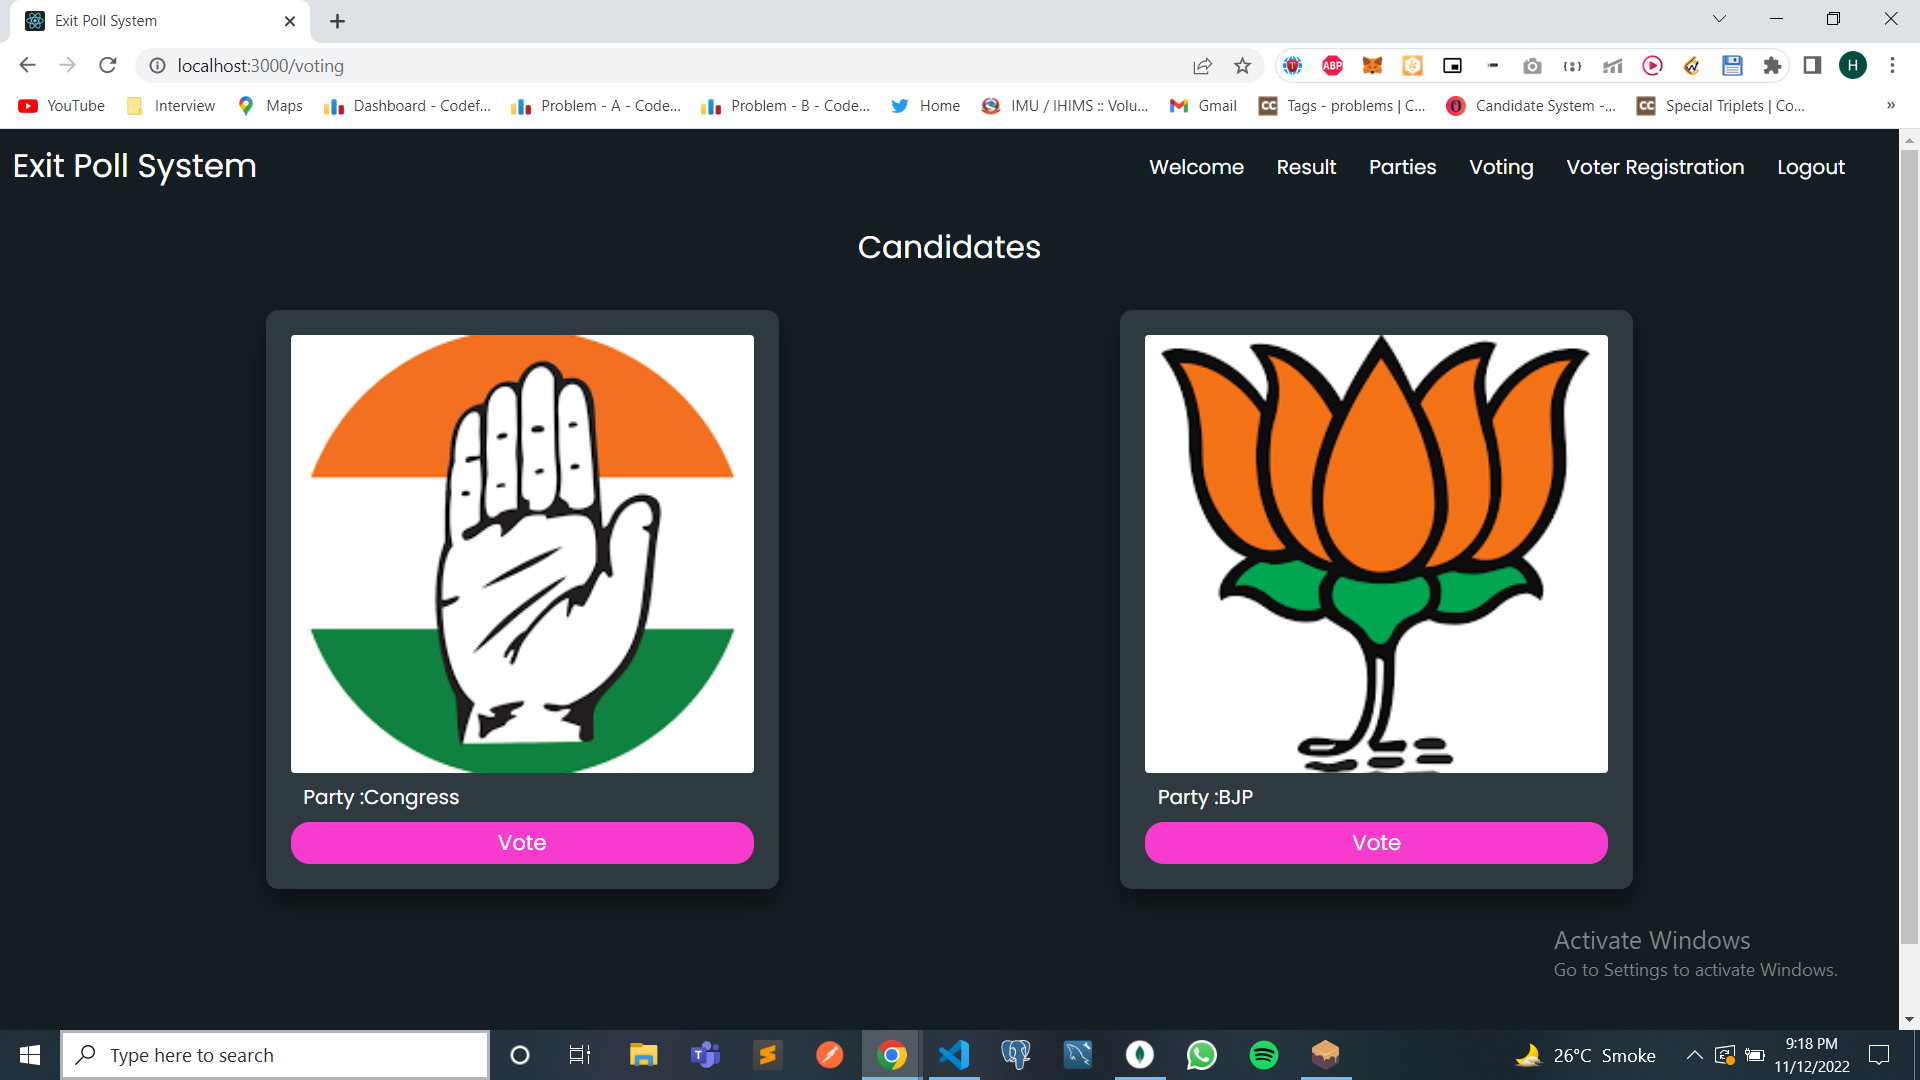 Exit Poll System
localhost:3000/voting
ABP
H
YouTube Interview Maps Dashboard - Codef... Problem - A - Code... Problem - B - Code... Home IMU / IHIMS :: Volu... Gmail CC Tags - problems | C... Candidate System -... CC Special Triplets | Co... »
Exit Poll System Welcome Result Parties Voting Voter Registration Logout
Candidates
Party :Congress Party :BJP
Vote Vote
Activate Windows
Go to Settings to activate Windows.
Type here to search 26°C Smoke 9:18 PM
11/12/2022